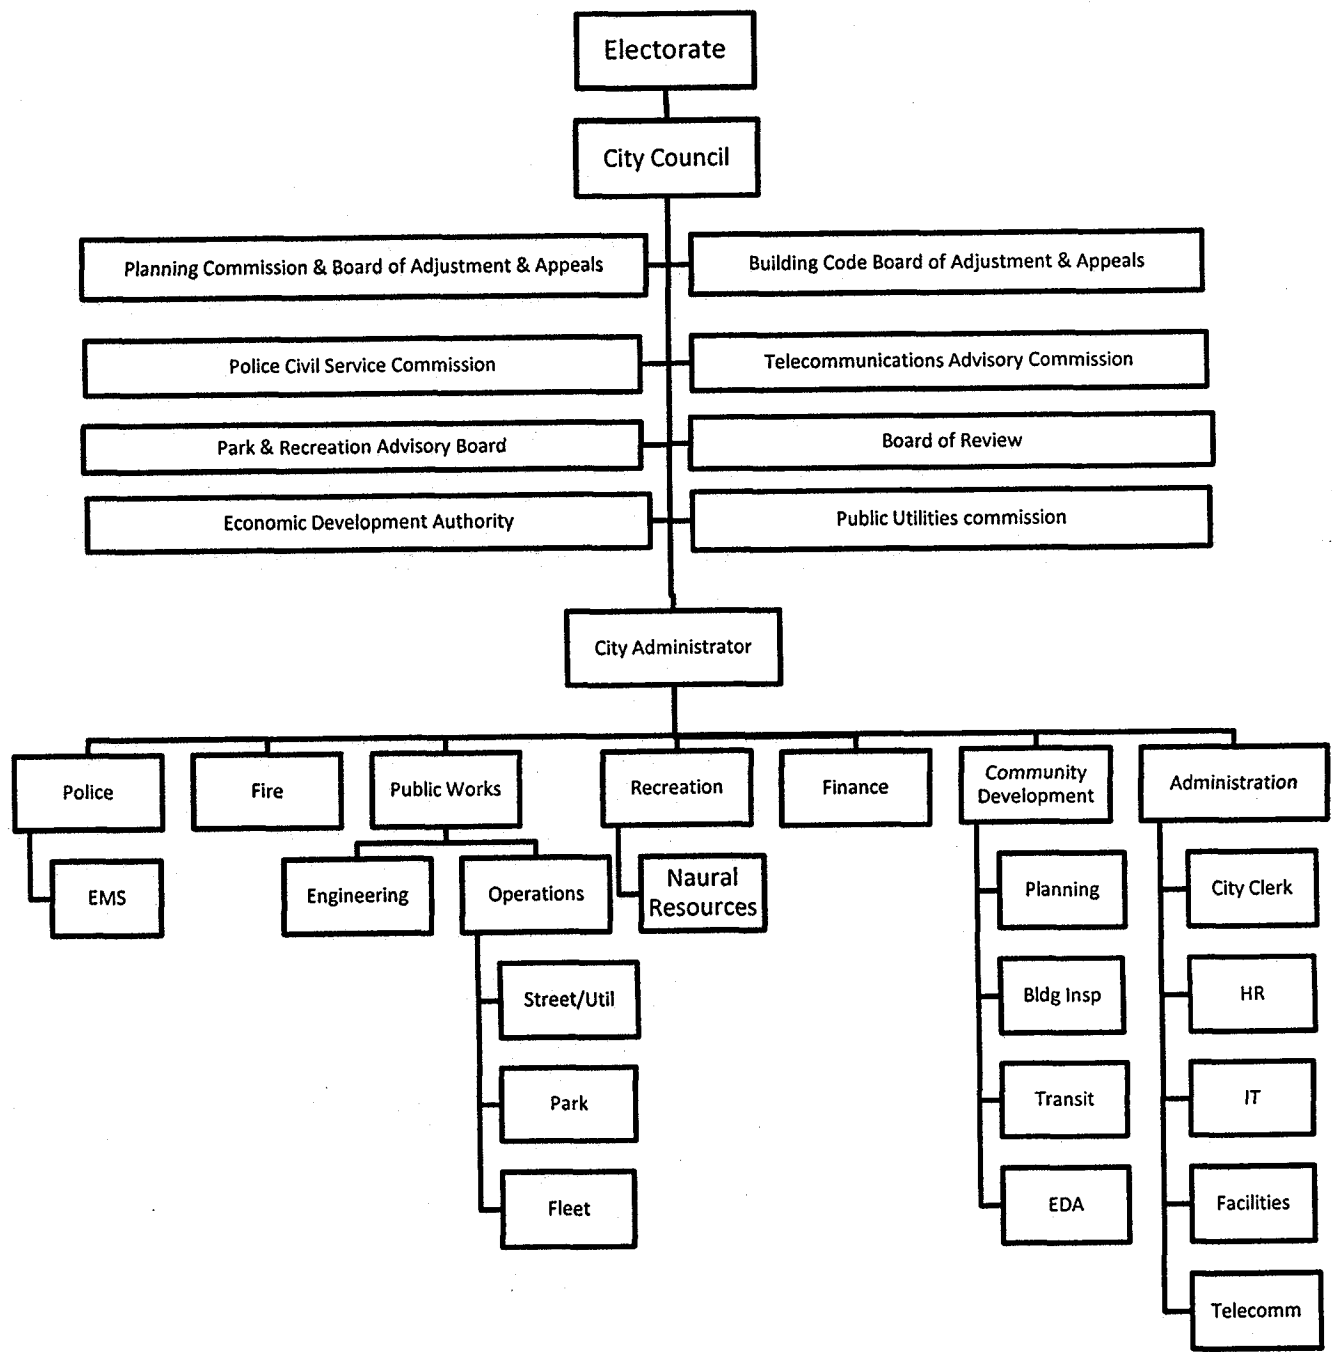 Electorate
City Council
Planning Commission & Board of Adjustment & Appeals
Building Code Board of Adjustment & Appeals
Police Civil Service Commission
Telecommunications Advisory Commission
Park & Recreation Advisory Board
Board of Review
Economic Development Authority
Public Utilities commission
City Administrator
Police
Fire
Public Works
Recreation
Finance
Community
Development
Administration
EMS
Engineering
Operations
Naural
Resources
Planning
City Clerk
Street/Util
Bldg Insp
HR
Park
Transit
IT
Fleet
EDA
Facilities
Telecomm